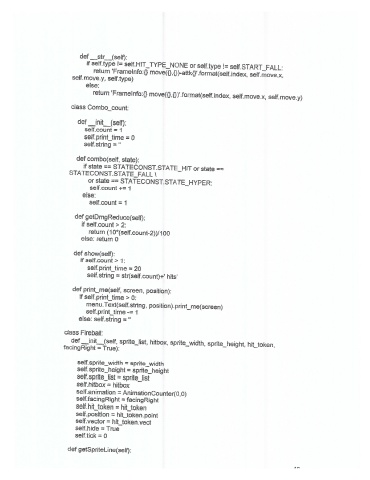 def __str__(self):
if self.type != self.HIT_TYPE_NONE or self.type != self.START_FALL:
return 'FrameInfo:{} move({},{})-attk{}'.format(self.index, self.move.x,
self.move.y, self.type)
else:
return 'FrameInfo:{} move({},{})'.format(self.index, self.move.x, self.move.y)
class Combo_count:
def __init__(self):
self.count = 1
self.print_time = 0
self.string = ''
def combo(self, state):
if state == STATECONST.STATE_HIT or state ==
STATECONST.STATE_FALL \
or state == STATECONST.STATE_HYPER:
self.count += 1
else:
self.count = 1
def getDmgReduce(self):
if self.count > 2:
return (10*(self.count-2))/100
else: return 0
def show(self):
if self.count > 1:
self.print_time = 20
self.string = str(self.count)+' hits'
def print_me(self, screen, position):
if self.print_time > 0:
menu.Text(self.string, position).print_me(screen)
self.print_time -= 1
else: self.string = ''
class Fireball:
def __init__(self, sprite_list, hitbox, sprite_width, sprite_height, hit_token,
facingRight = True):
self.sprite_width = sprite_width
self.sprite_height = sprite_height
self.sprite_list = sprite_list
self.hitbox = hitbox
self.animation = AnimationCounter(0,0)
self.facingRight = facingRight
self.hit_token = hit_token
self.position = hit_token.point
self.vector = hit_token.vect
self.hide = True
self.tick = 0
def getSpriteLine(self):